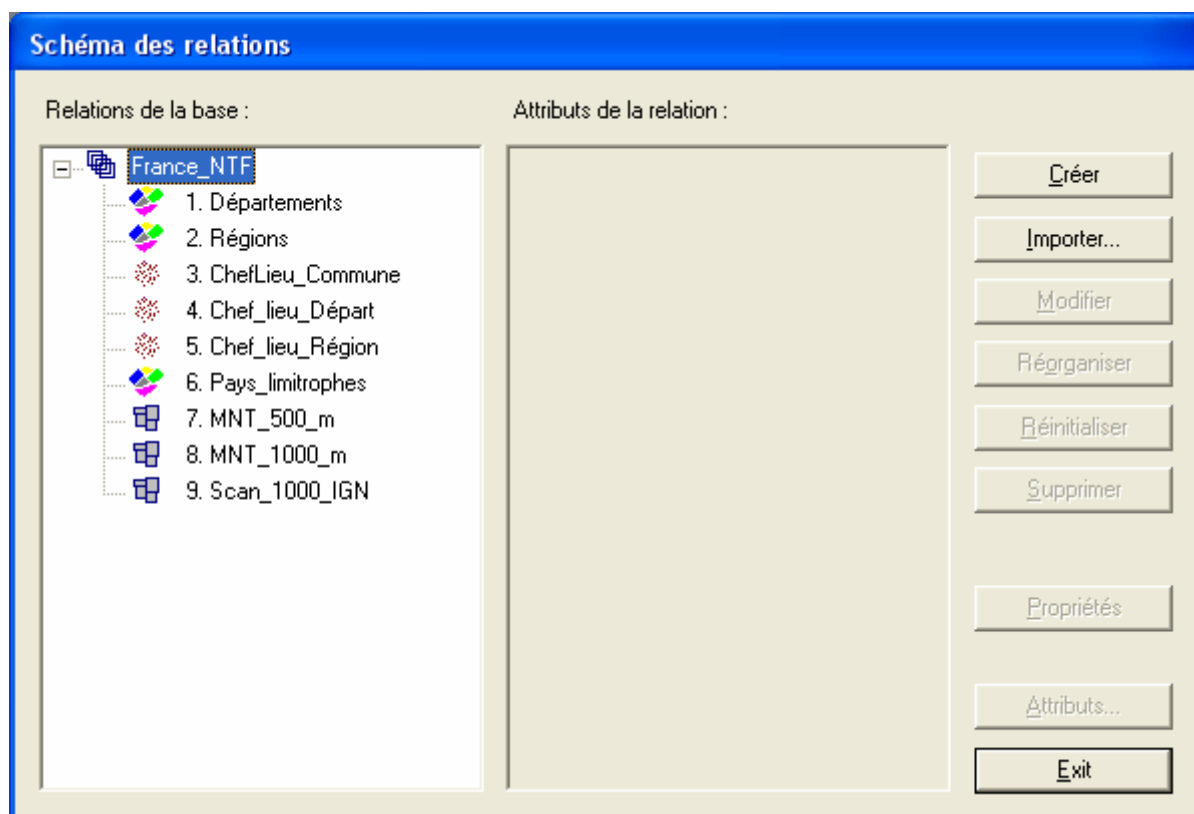 Schéma des relations
Relations de la base :
Attributs de la relation :
France_NTF
1. Départements
2. Régions
3. ChefLieu_Commune
4. Chef_lieu_Départ
5. Chef_lieu_Région
6. Pays_limitrophes
7. MNT_500_m
8. MNT_1000_m
9. Scan_1000_IGN
Créer
Importer...
Modifier
Réorganiser
Réinitialiser
Supprimer
Propriétés
Attributs...
Exit